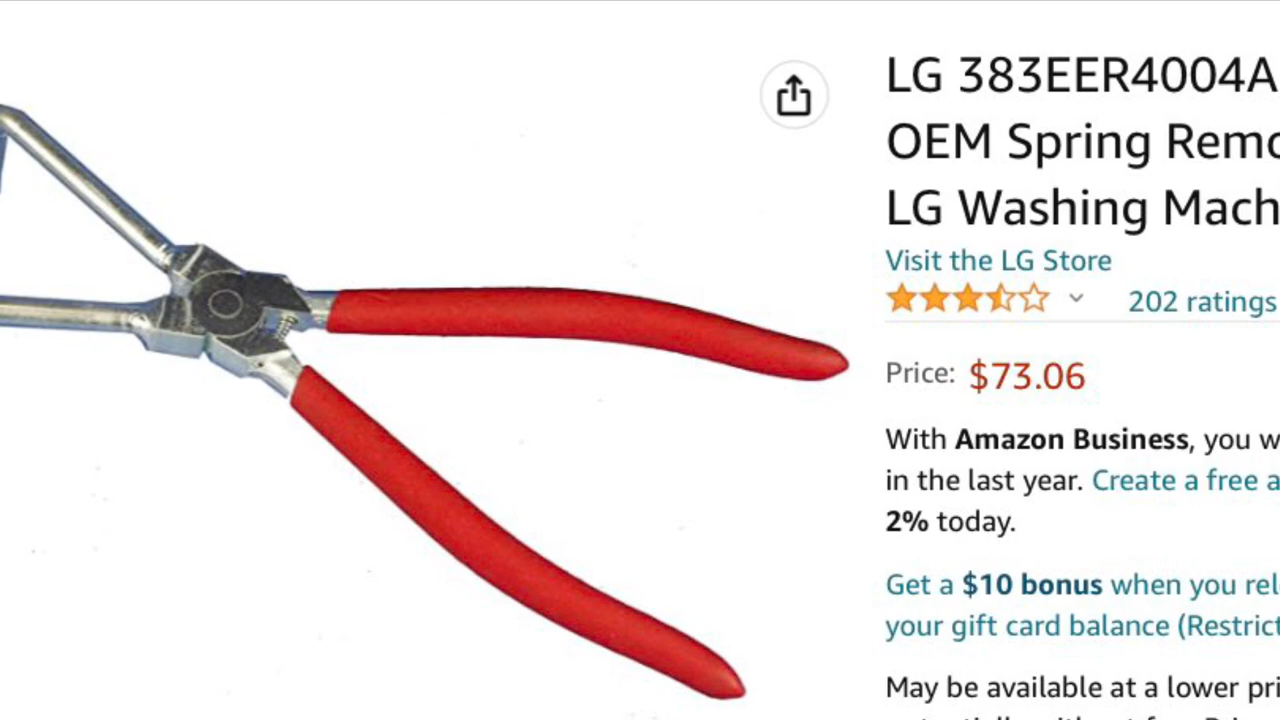 LG 383EER4004A
OEM Spring Remo
LG Washing Mach
Visit the LG Store
202 ratings
Price: $73.06
With Amazon Business, you w
in the last year. Create a free a
2% today.
Get a $10 bonus when you rel
your gift card balance (Restrict
May be available at a lower pri